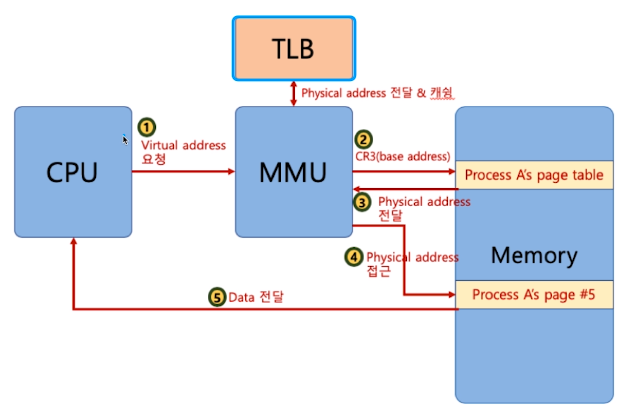 TLB
Physical address 전달 & 캐슁
1
Virtual address
요청
2
CR3(base address)
CPU
MMU
Process A's page table
3
Physical address
전달
4
Physical address
접근
Memory
5
Data 전달
Process A's page #5